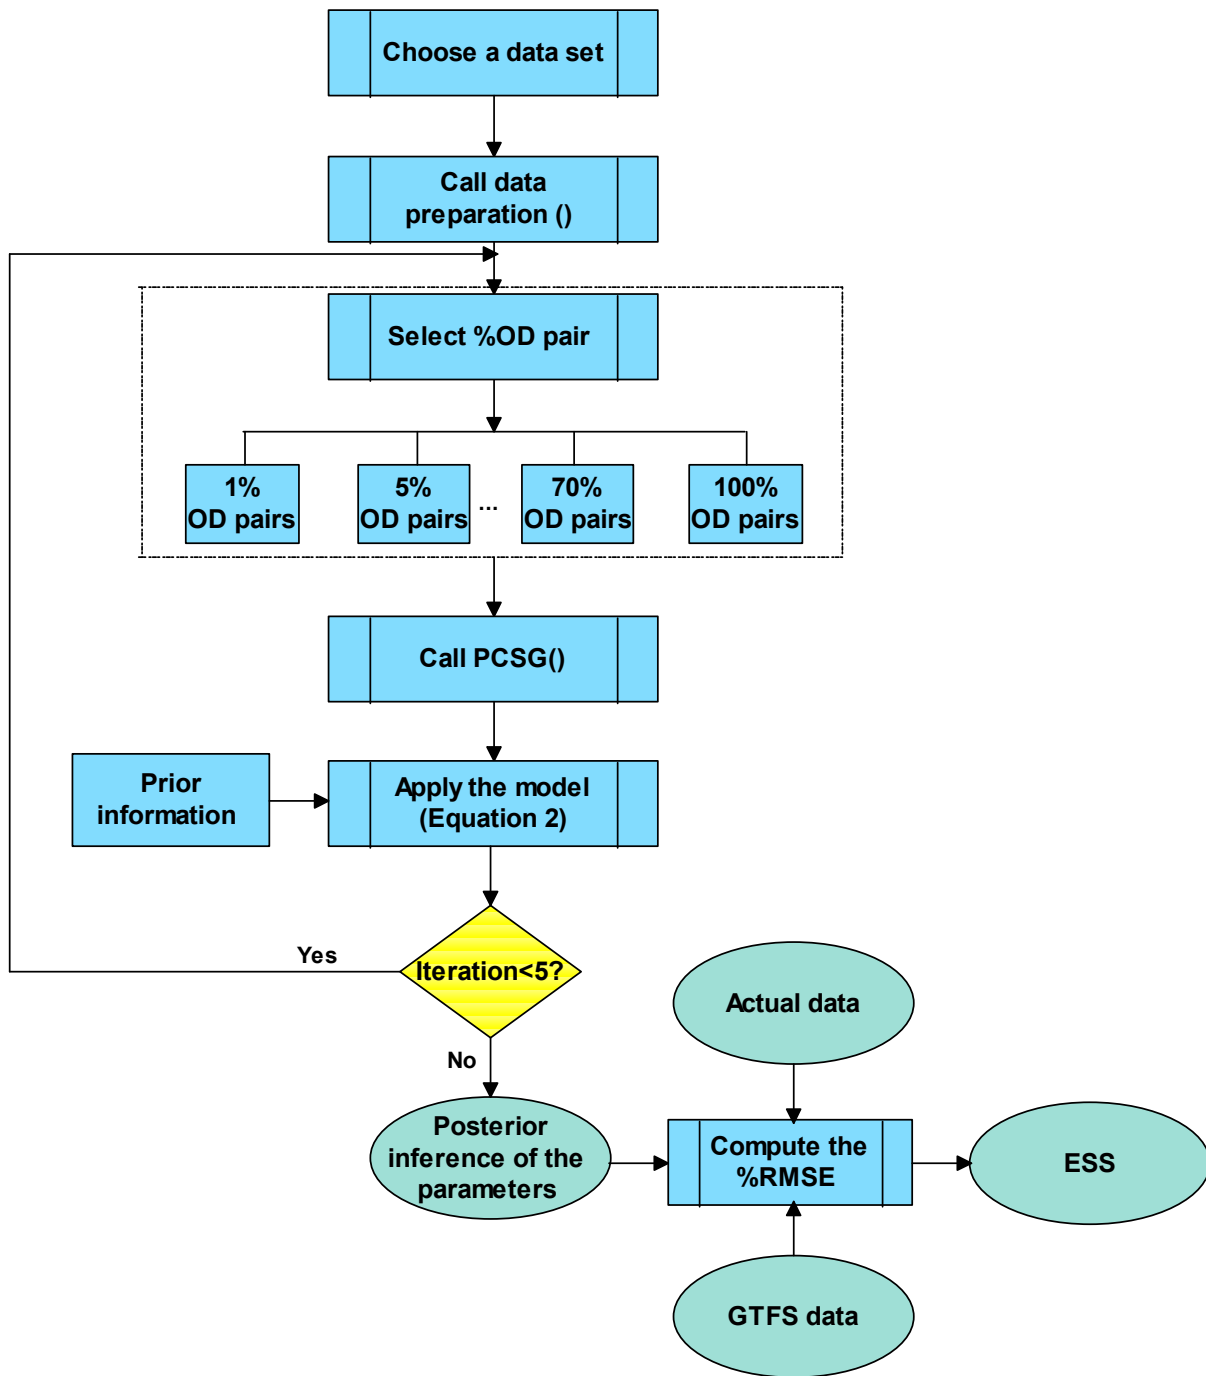 Choose a data set
Call data
preparation ()
Select %OD pair
1%
OD pairs
5%
OD pairs
...
70%
OD pairs
100%
OD pairs
Call PCSG()
Prior
information
Apply the model
(Equation 2)
Yes
Iteration<5?
No
Actual data
Posterior
inference of the
parameters
Compute the
%RMSE
ESS
GTFS data